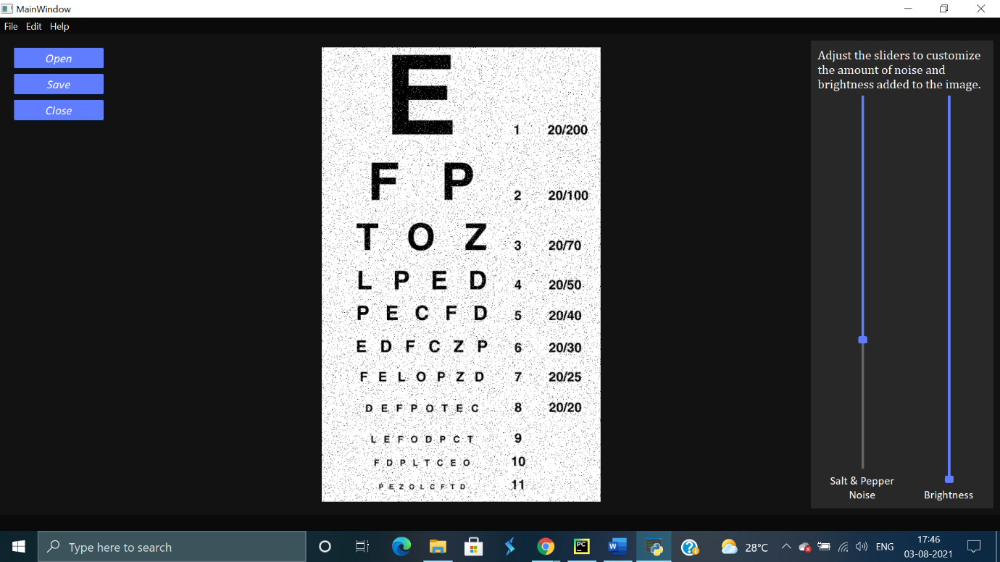 MainWindow
File Edit Help
Open
Save
Close
E
1 20/200
F P
2 20/100
T O Z
3 20/70
L P E D
4 20/50
P E C F D
5 20/40
E D F C Z P
6 20/30
F E L O P Z D
7 20/25
D E F P O T E C
8 20/20
L E F O D P C T
9
F D P L T C E O
10
P E Z O L C F T D
11
Adjust the sliders to customize
the amount of noise and
brightness added to the image.
Salt & Pepper
Noise
Brightness
Type here to search
PC
W
28°C
ENG
17:46
03-08-2021